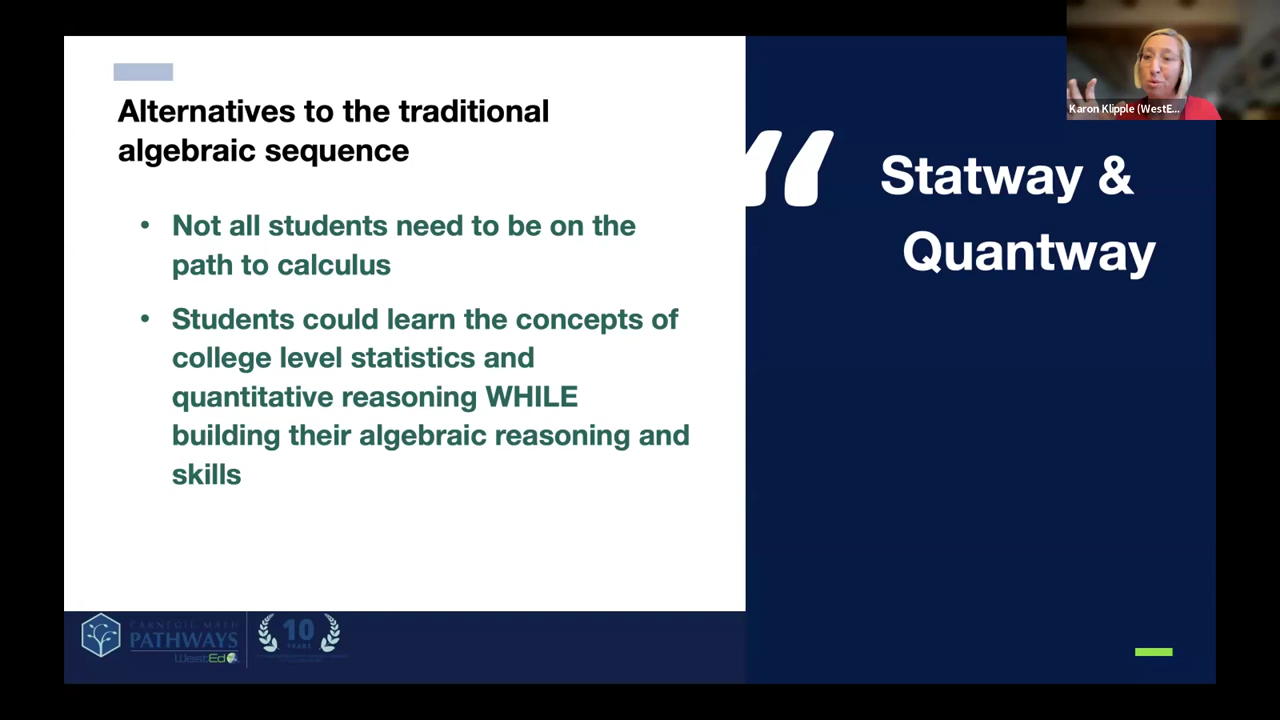 Karon Klipple (WestE...
Alternatives to the traditional
algebraic sequence
• Not all students need to be on the
path to calculus
• Students could learn the concepts of
college level statistics and
quantitative reasoning WHILE
building their algebraic reasoning and
skills
“
Statway &
Quantway
CARNEGIE MATH
PATHWAYS
WestEd
10
YEARS